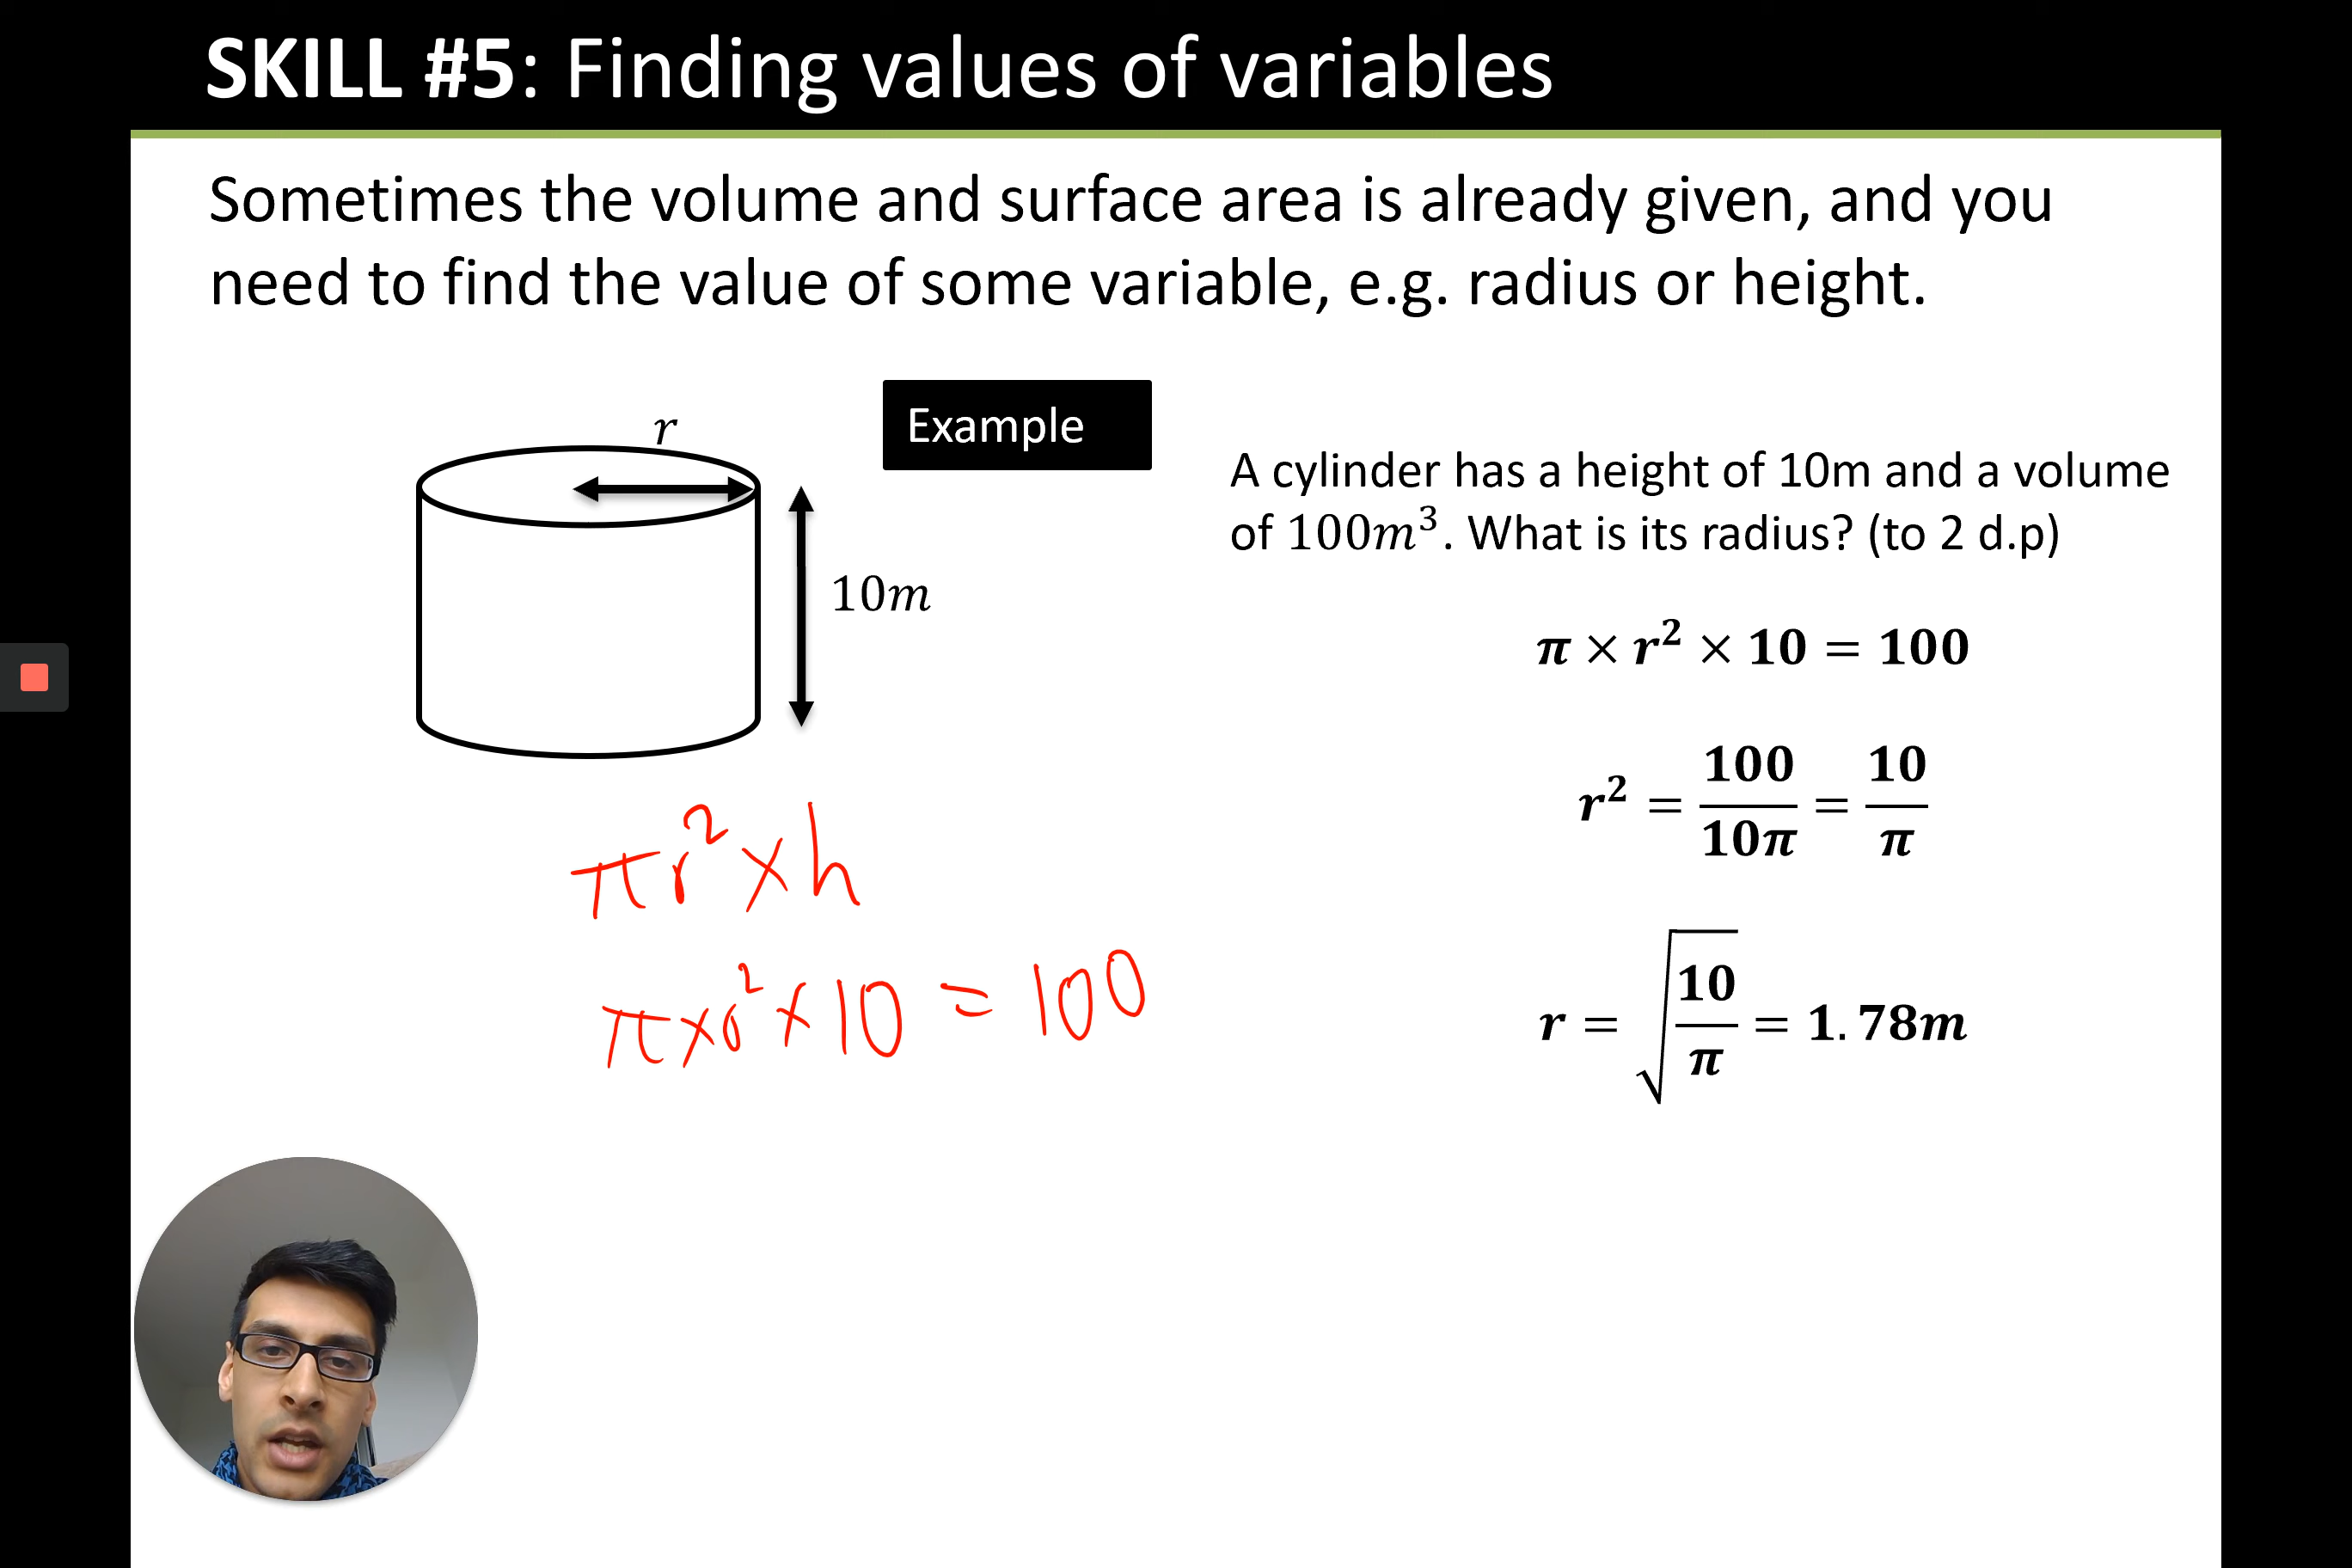 SKILL #5: Finding values of variables
Sometimes the volume and surface area is already given, and you
need to find the value of some variable, e.g. radius or height.
r
Example
10m
A cylinder has a height of 10m and a volume
of 100m³. What is its radius? (to 2 d.p)
π × r² × 10 = 100
r² = 100/10π = 10/π
r = √(10/π) = 1.78m
πr² × h
π × r² × 10 = 100